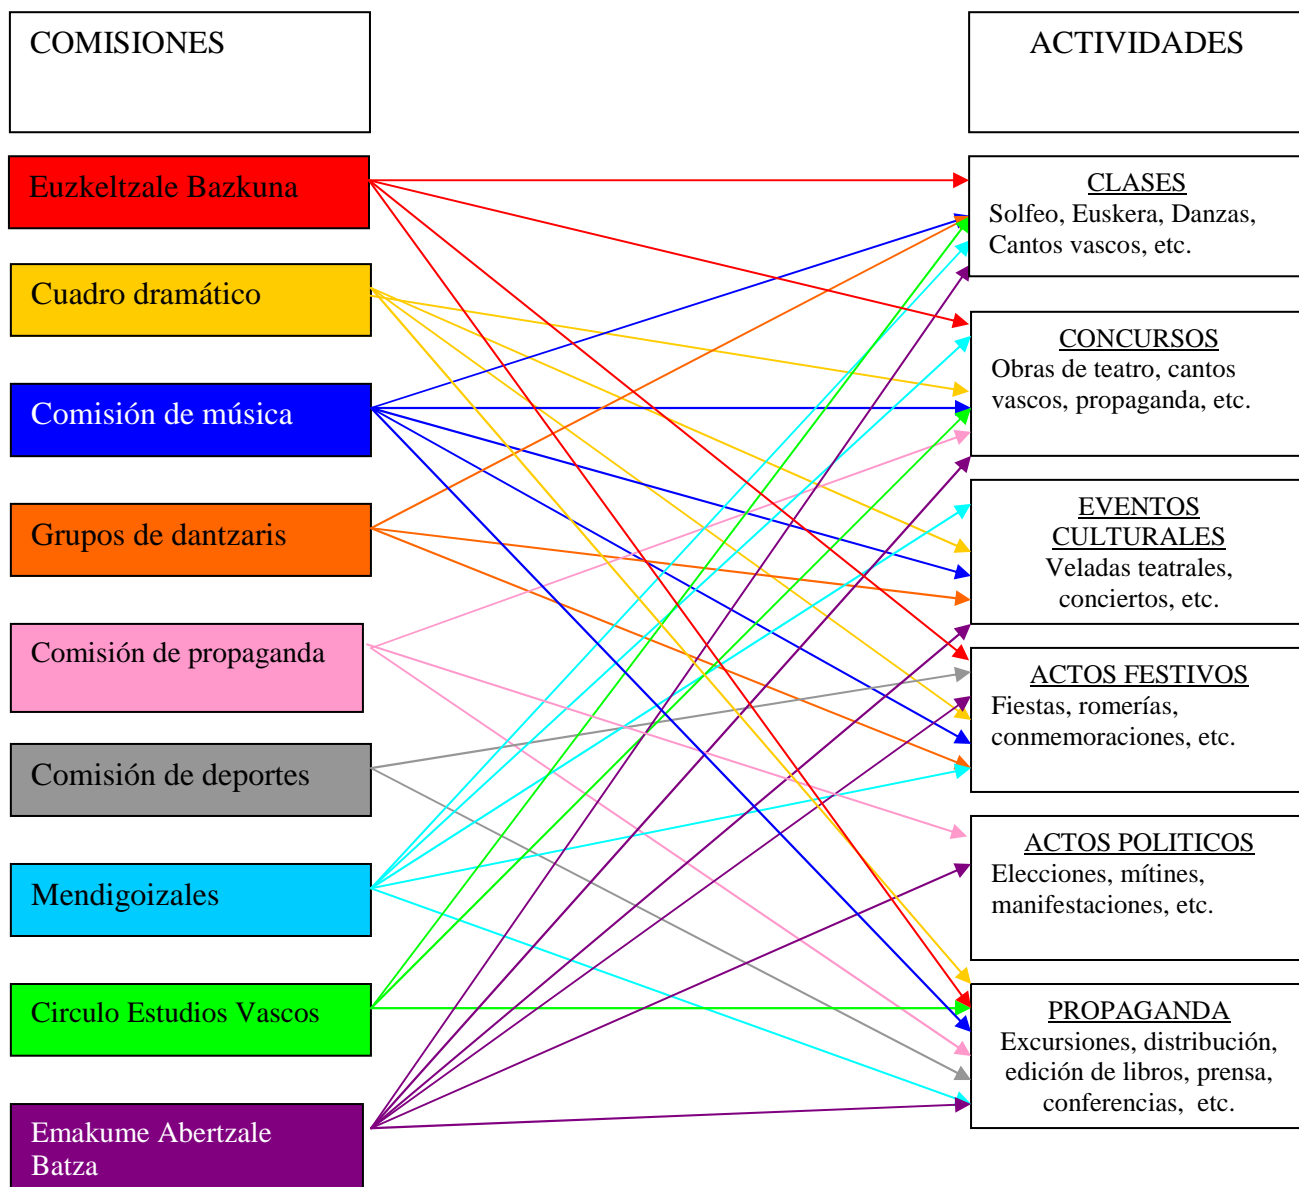 COMISIONES
Euzkeltzale Bazkuna
Cuadro dramático
Comisión de música
Grupos de dantzaris
Comisión de propaganda
Comisión de deportes
Mendigoizales
Circulo Estudios Vascos
Emakume Abertzale
Batza
ACTIVIDADES
CLASES
Solfeo, Euskera, Danzas,
Cantos vascos, etc.
CONCURSOS
Obras de teatro, cantos
vascos, propaganda, etc.
EVENTOS
CULTURALES
Veladas teatrales,
conciertos, etc.
ACTOS FESTIVOS
Fiestas, romerías,
conmemoraciones, etc.
ACTOS POLITICOS
Elecciones, mítines,
manifestaciones, etc.
PROPAGANDA
Excursiones, distribución,
edición de libros, prensa,
conferencias, etc.